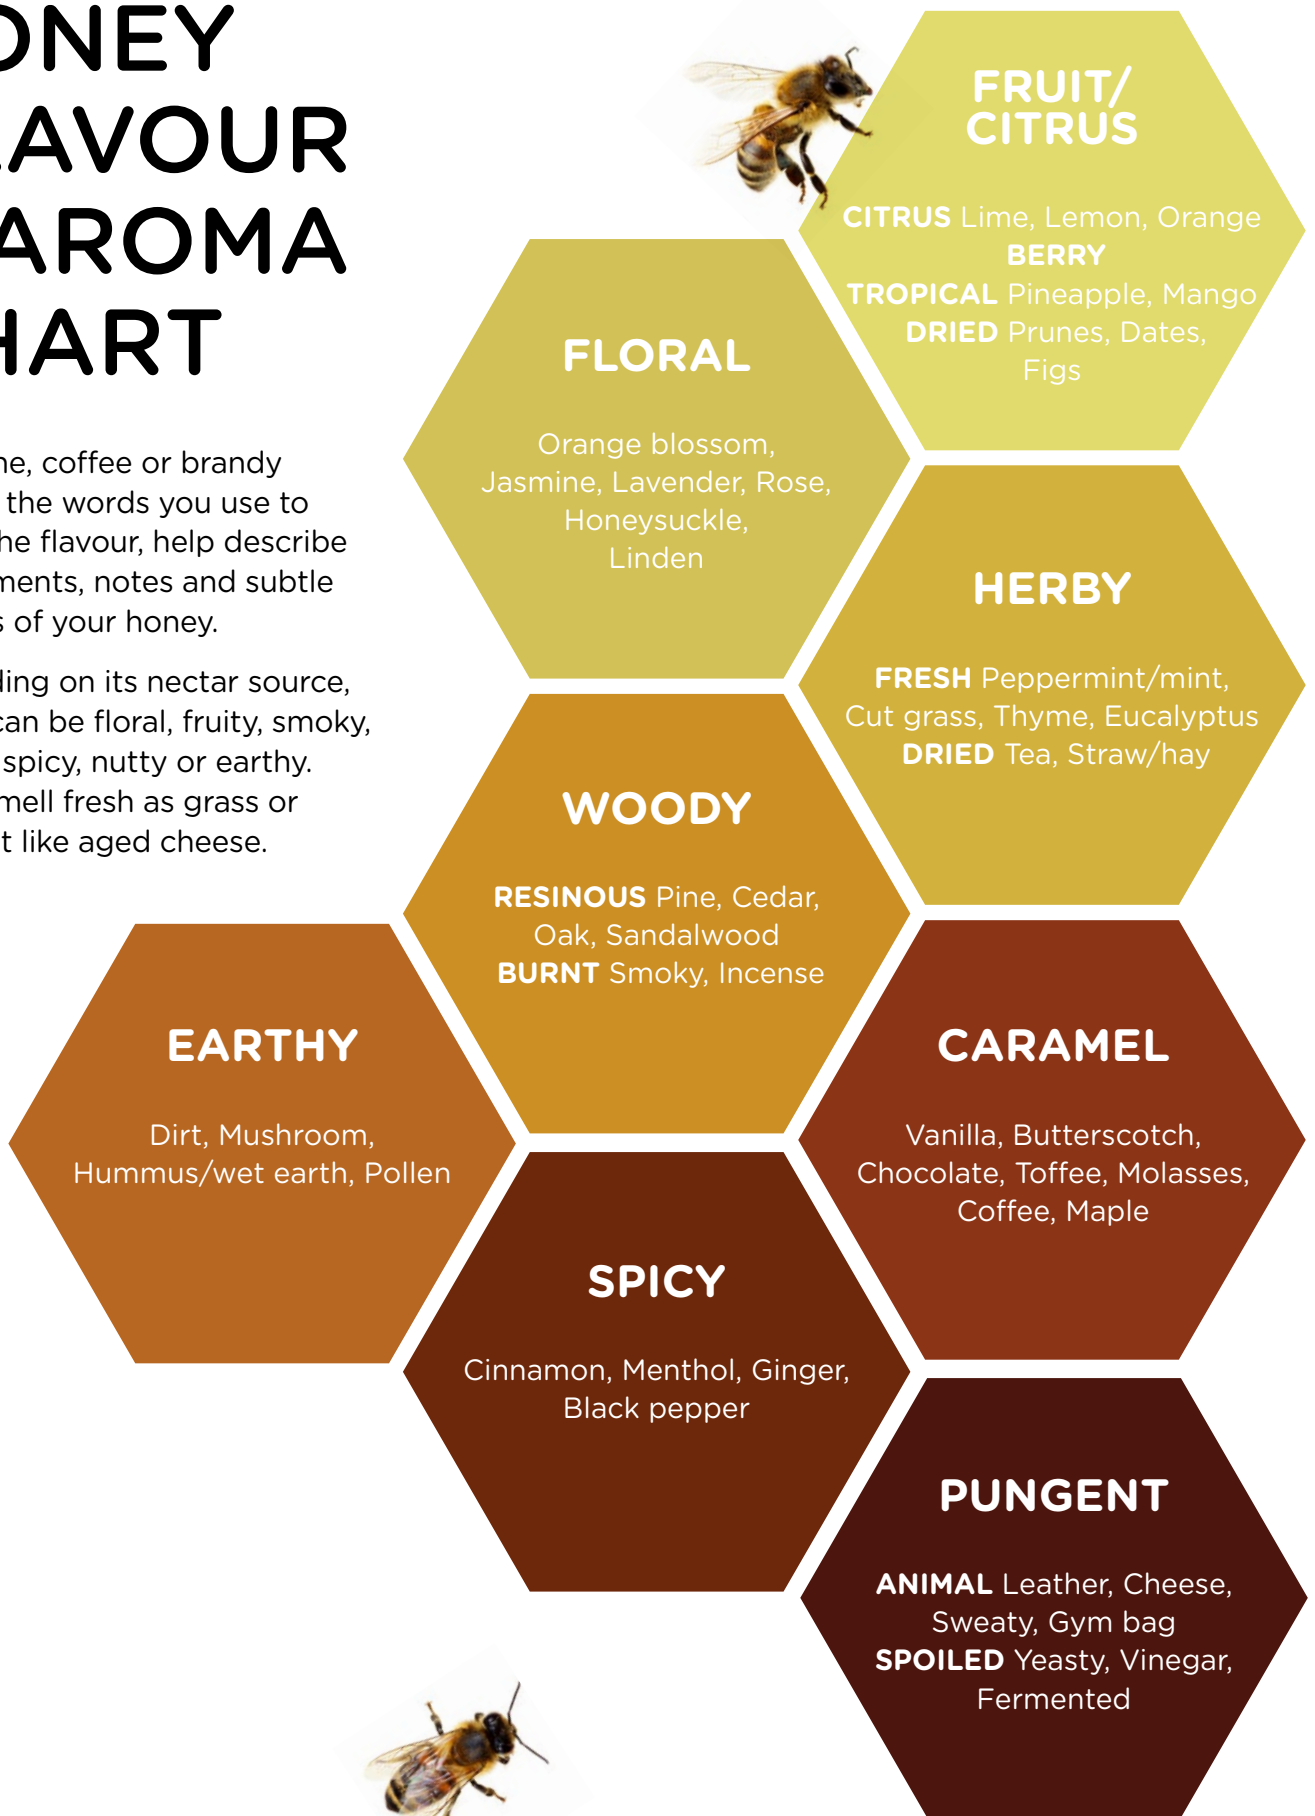 ONEY
LAVOUR
AROMA
HART
ne, coffee or brandy
the words you use to
he flavour, help describe
ments, notes and subtle
s of your honey.
ding on its nectar source,
can be floral, fruity, smoky,
spicy, nutty or earthy.
mell fresh as grass or
t like aged cheese.
FRUIT/
CITRUS
CITRUS Lime, Lemon, Orange
BERRY
TROPICAL Pineapple, Mango
DRIED Prunes, Dates,
Figs
FLORAL
Orange blossom,
Jasmine, Lavender, Rose,
Honeysuckle,
Linden
HERBY
FRESH Peppermint/mint,
Cut grass, Thyme, Eucalyptus
DRIED Tea, Straw/hay
WOODY
RESINOUS Pine, Cedar,
Oak, Sandalwood
BURNT Smoky, Incense
EARTHY
Dirt, Mushroom,
Hummus/wet earth, Pollen
CARAMEL
Vanilla, Butterscotch,
Chocolate, Toffee, Molasses,
Coffee, Maple
SPICY
Cinnamon, Menthol, Ginger,
Black pepper
PUNGENT
ANIMAL Leather, Cheese,
Sweaty, Gym bag
SPOILED Yeasty, Vinegar,
Fermented